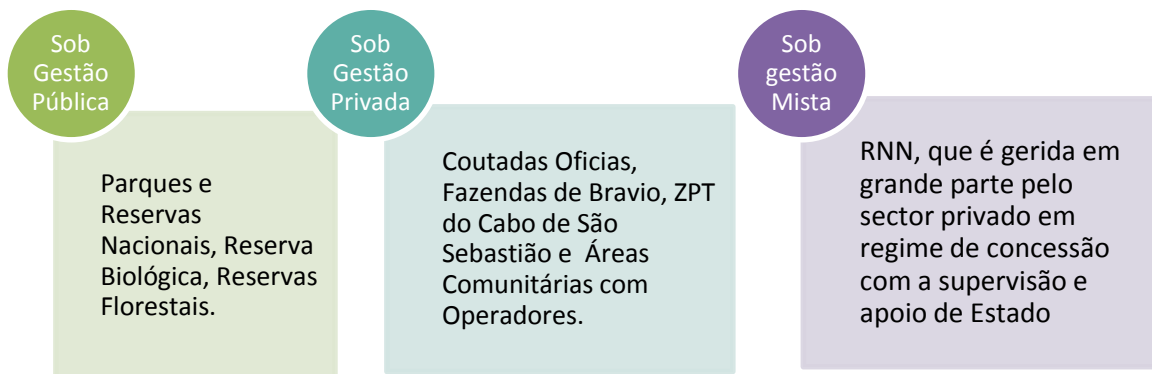 Sob
Gestão
Pública
Parques e
Reservas
Nacionais, Reserva
Biológica, Reservas
Florestais.
Sob
Gestão
Privada
Coutadas Oficias,
Fazendas de Bravio, ZPT
do Cabo de São
Sebastião e Áreas
Comunitárias com
Operadores.
Sob
gestão
Mista
RNN, que é gerida em
grande parte pelo
sector privado em
regime de concessão
com a supervisão e
apoio de Estado